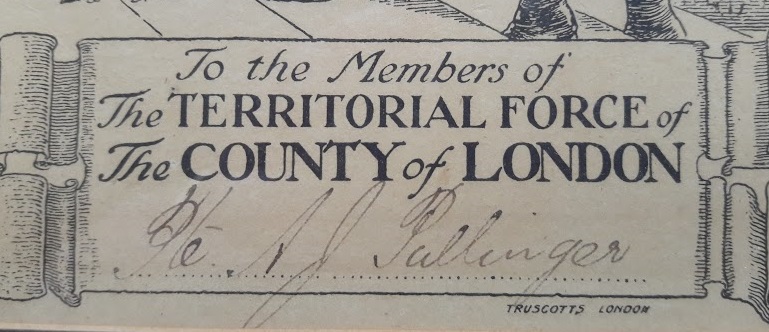 To the Members of
The TERRITORIAL FORCE of
The COUNTY of LONDON
Pte. A J Pullinger
TRUSCOTTS LONDON